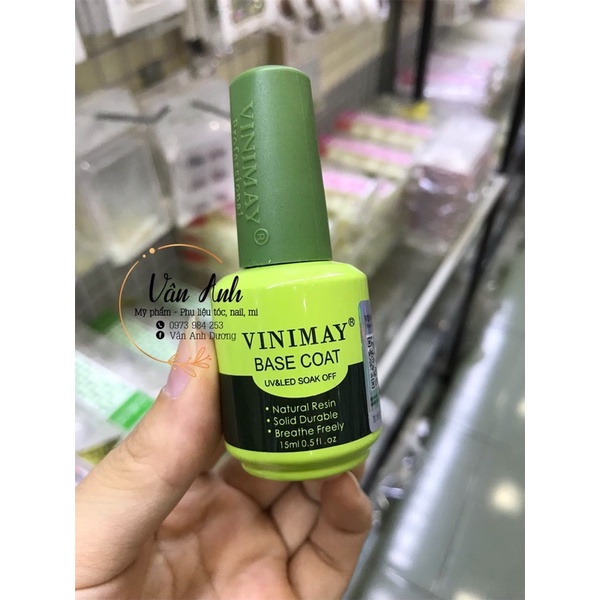 VINIMAY®
Professional
Vân Anh
Mỹ phẩm - Phụ liệu tóc, nail, mi
0973 984 253
Vân Anh Dương
VINIMAY®
BASE COAT
UV&LED SOAK OFF
• Natural Resin
• Solid Durable
• Breathe Freely
15ml 0.5fl.oz